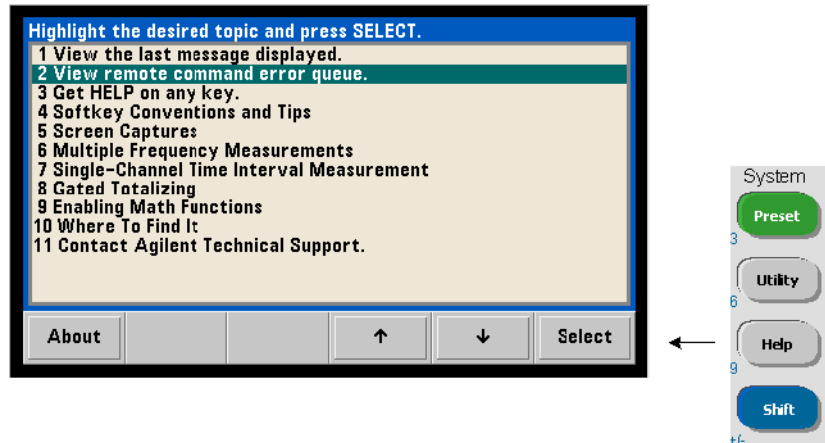 Highlight the desired topic and press SELECT.
1 View the last message displayed.
2 View remote command error queue.
3 Get HELP on any key.
4 Softkey Conventions and Tips
5 Screen Captures
6 Multiple Frequency Measurements
7 Single-Channel Time Interval Measurement
8 Gated Totalizing
9 Enabling Math Functions
10 Where To Find It
11 Contact Agilent Technical Support.
About ↑ ↓ Select
System
Preset
3
Utility
6
Help
9
Shift
+/-